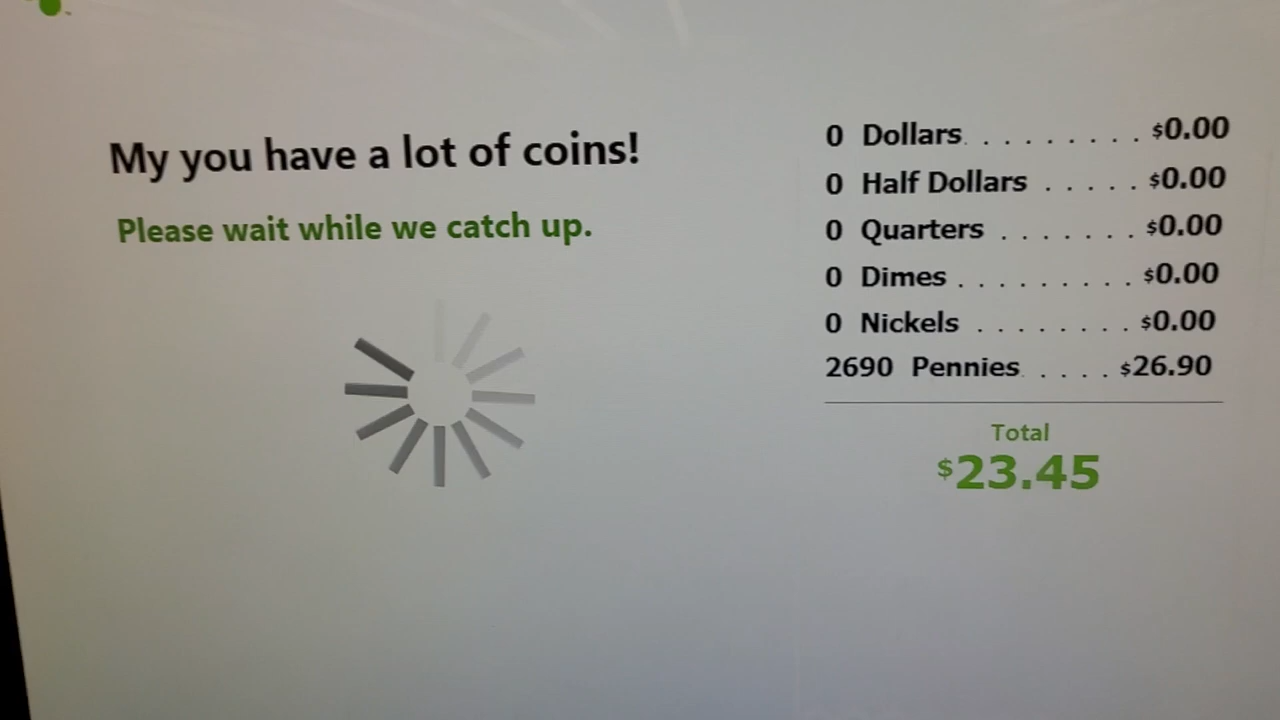 My you have a lot of coins!
Please wait while we catch up.
0 Dollars . . . . . . . . . $0.00
0 Half Dollars . . . . . $0.00
0 Quarters . . . . . . . $0.00
0 Dimes . . . . . . . . . $0.00
0 Nickels . . . . . . . . $0.00
2690 Pennies . . . . . $26.90
Total
$23.45